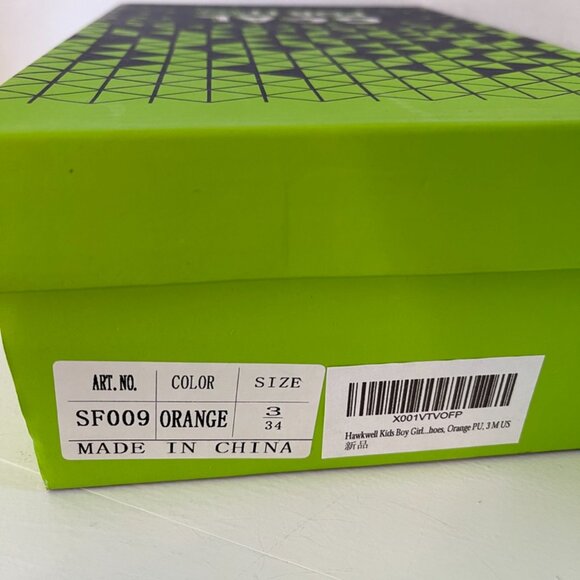 ART.NO. COLOR SIZE
SF009 ORANGE 3
34
MADE IN CHINA
X001VTVOFP
Hawkwell Kids Boy Girl...hoes, Orange PU, 3 M US
新品